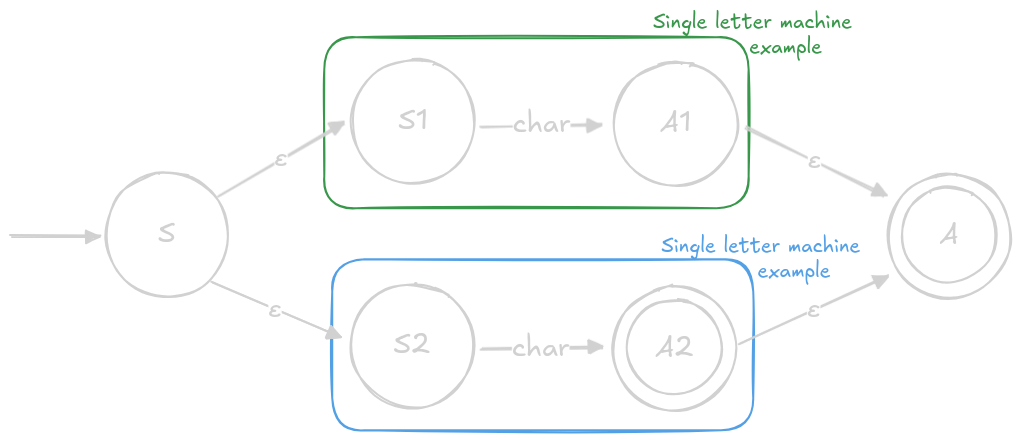 Single letter machine
example
S1
char
A1
ε
ε
S
A
Single letter machine
example
ε
ε
S2
char
A2